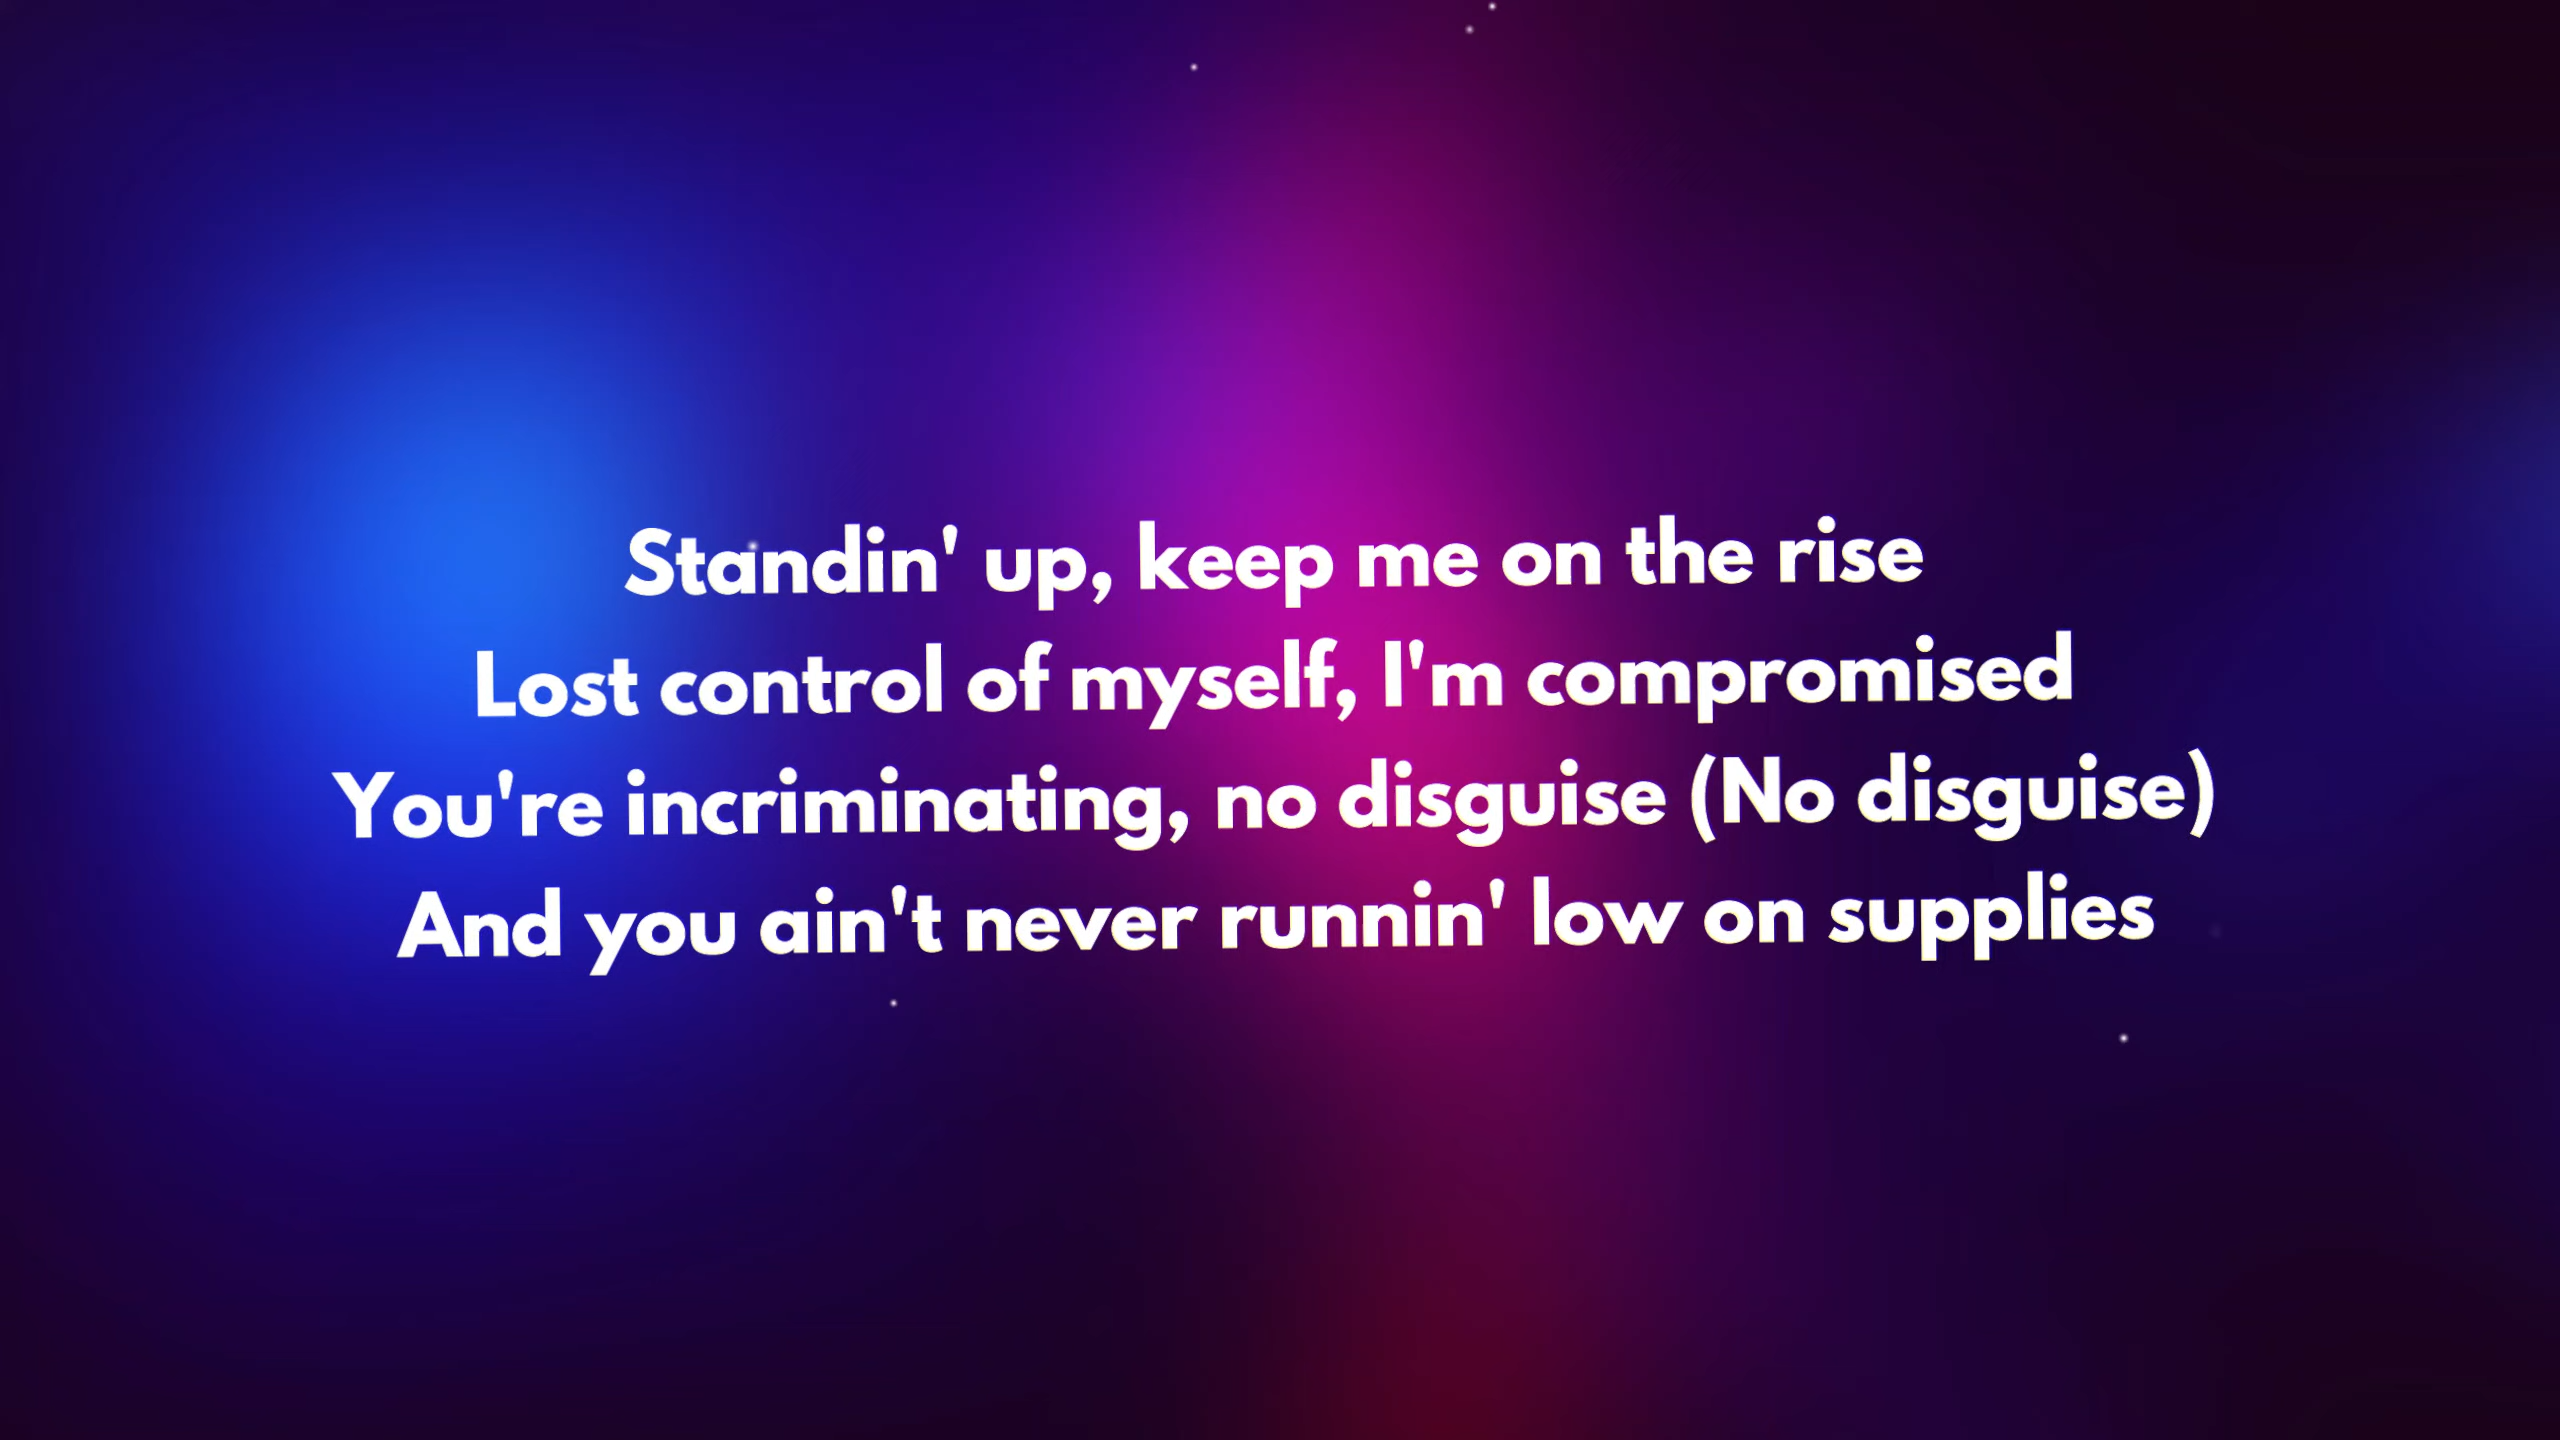 Standin' up, keep me on the rise
Lost control of myself, I'm compromised
You're incriminating, no disguise (No disguise)
And you ain't never runnin' low on supplies